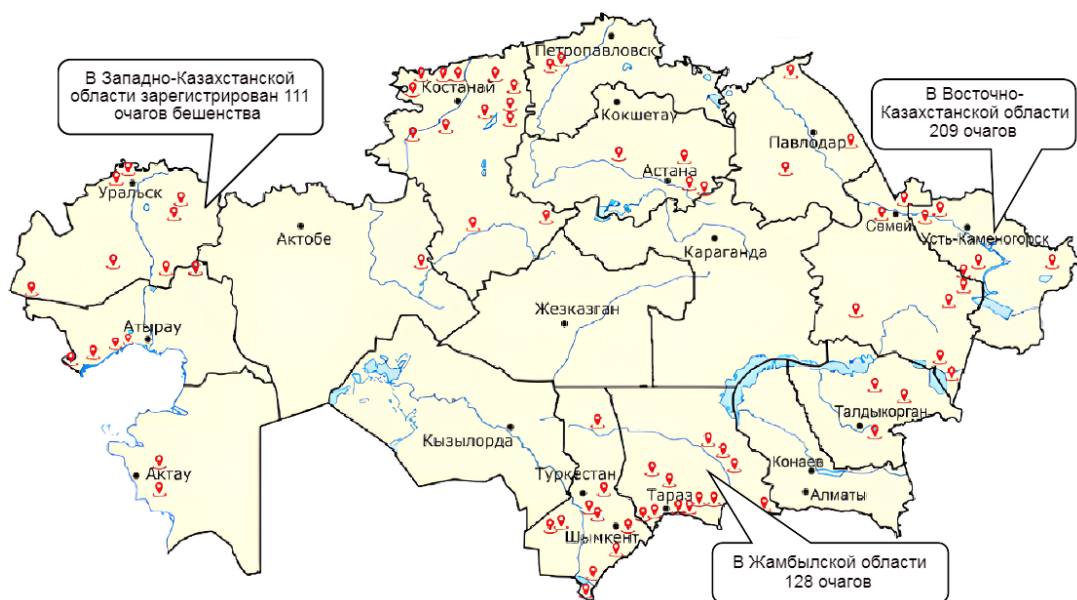 Петропавловск
В Западно-Казахстанской
области зарегистрирован 111
очагов бешенства
Костанай
Кокшетау
В Восточно-
Казахстанской области
209 очагов
Павлодар
Уральск
Астана
Семей
Усть-Каменогорск
Актобе
Караганда
Жезказган
Атырау
Талдыкорган
Кызылорда
Актау
Туркестан
Конаев
Тараз
Алматы
Шымкент
В Жамбылской области
128 очагов